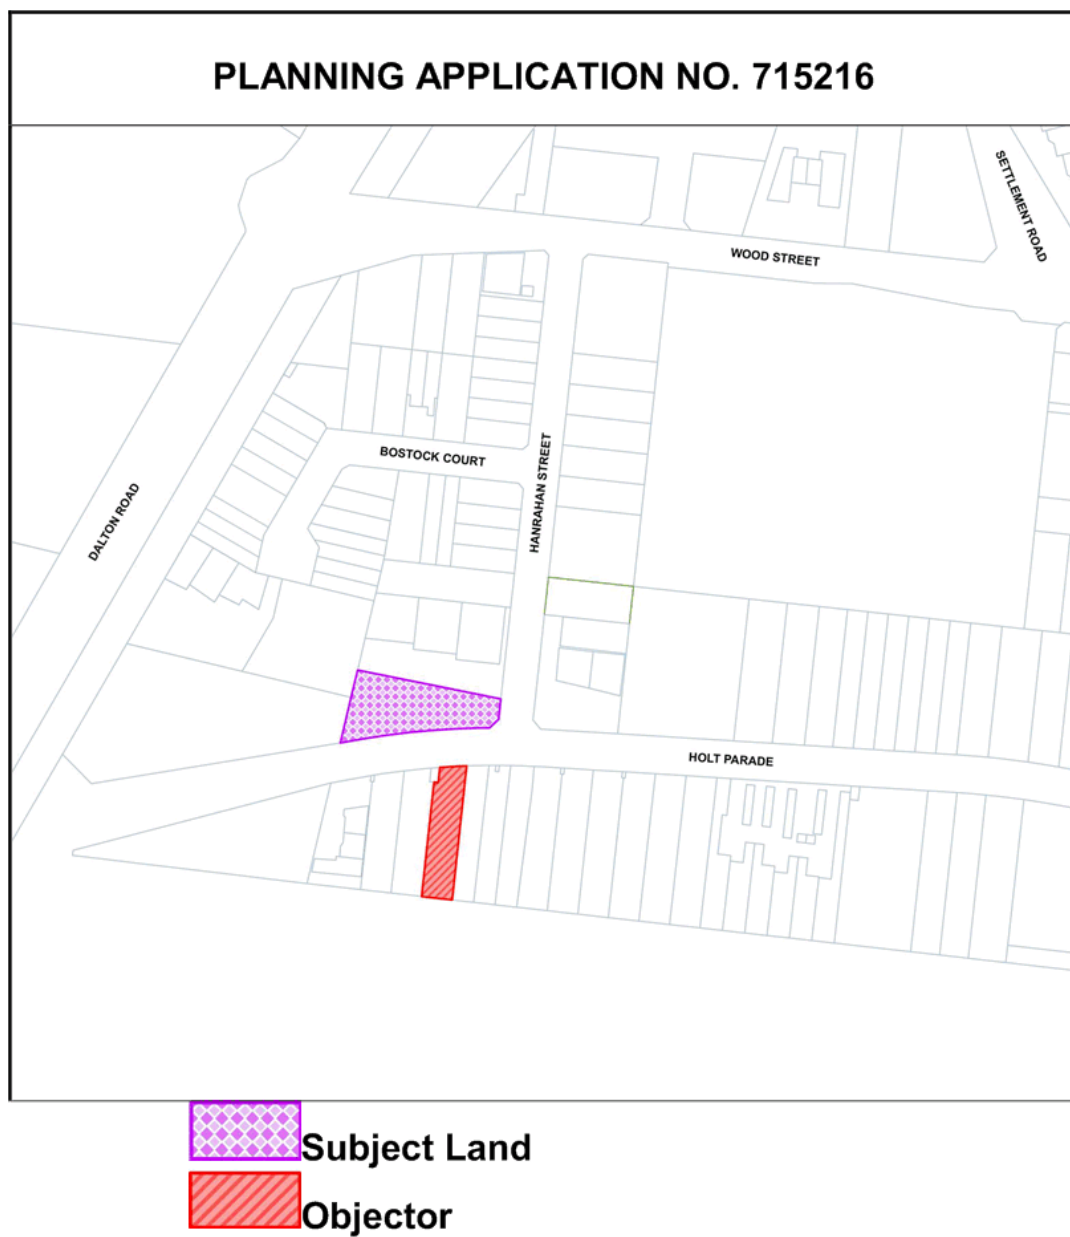 PLANNING APPLICATION NO. 715216
SETTLEMENT ROAD
WOOD STREET
BOSTOCK COURT
HANRAHAN STREET
DALTON ROAD
HOLT PARADE
Subject Land
Objector